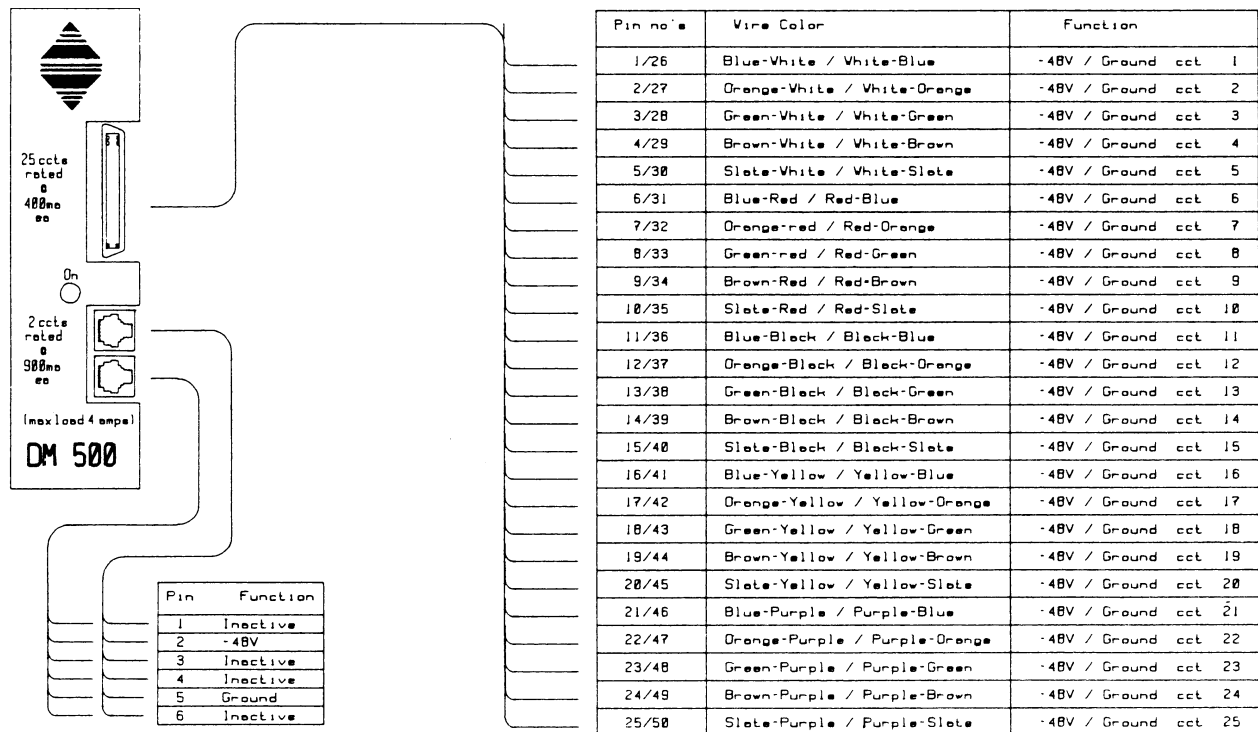 25 ccts
rated
@
400ma
ea
On
2 ccts
rated
@
900ma
ea
(max load 4 amps)
DM 500
Pin Function
1 Inactive
2 -48V
3 Inactive
4 Inactive
5 Ground
6 Inactive
Pin no's Wire Color Function
1/26 Blue-White / White-Blue -48V / Ground cct 1
2/27 Orange-White / White-Orange -48V / Ground cct 2
3/28 Green-White / White-Green -48V / Ground cct 3
4/29 Brown-White / White-Brown -48V / Ground cct 4
5/30 Slate-White / White-Slate -48V / Ground cct 5
6/31 Blue-Red / Red-Blue -48V / Ground cct 6
7/32 Orange-red / Red-Orange -48V / Ground cct 7
8/33 Green-red / Red-Green -48V / Ground cct 8
9/34 Brown-Red / Red-Brown -48V / Ground cct 9
10/35 Slate-Red / Red-Slate -48V / Ground cct 10
11/36 Blue-Black / Black-Blue -48V / Ground cct 11
12/37 Orange-Black / Black-Orange -48V / Ground cct 12
13/38 Green-Black / Black-Green -48V / Ground cct 13
14/39 Brown-Black / Black-Brown -48V / Ground cct 14
15/40 Slate-Black / Black-Slate -48V / Ground cct 15
16/41 Blue-Yellow / Yellow-Blue -48V / Ground cct 16
17/42 Orange-Yellow / Yellow-Orange -48V / Ground cct 17
18/43 Green-Yellow / Yellow-Green -48V / Ground cct 18
19/44 Brown-Yellow / Yellow-Brown -48V / Ground cct 19
20/45 Slate-Yellow / Yellow-Slate -48V / Ground cct 20
21/46 Blue-Purple / Purple-Blue -48V / Ground cct 21
22/47 Orange-Purple / Purple-Orange -48V / Ground cct 22
23/48 Green-Purple / Purple-Green -48V / Ground cct 23
24/49 Brown-Purple / Purple-Brown -48V / Ground cct 24
25/50 Slate-Purple / Purple-Slate -48V / Ground cct 25